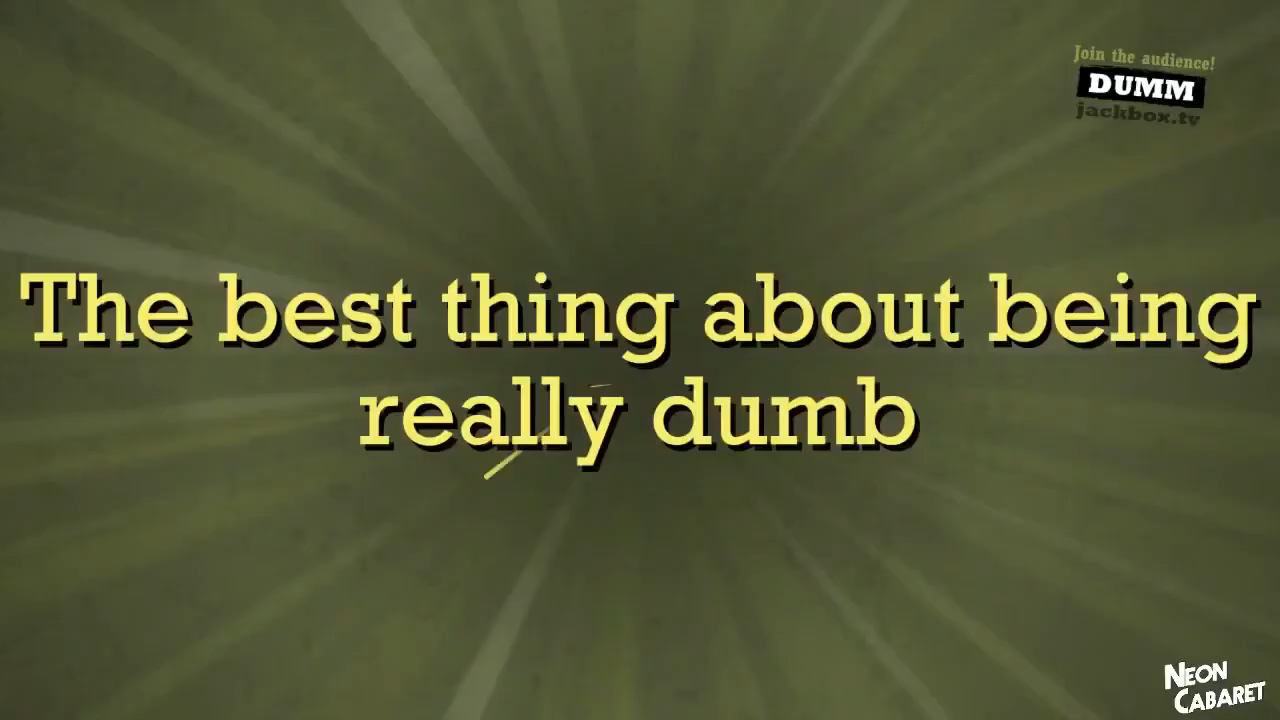 Join the audience!
DUMM
jackbox.tv
The best thing about being
really dumb
NEON
CABARET